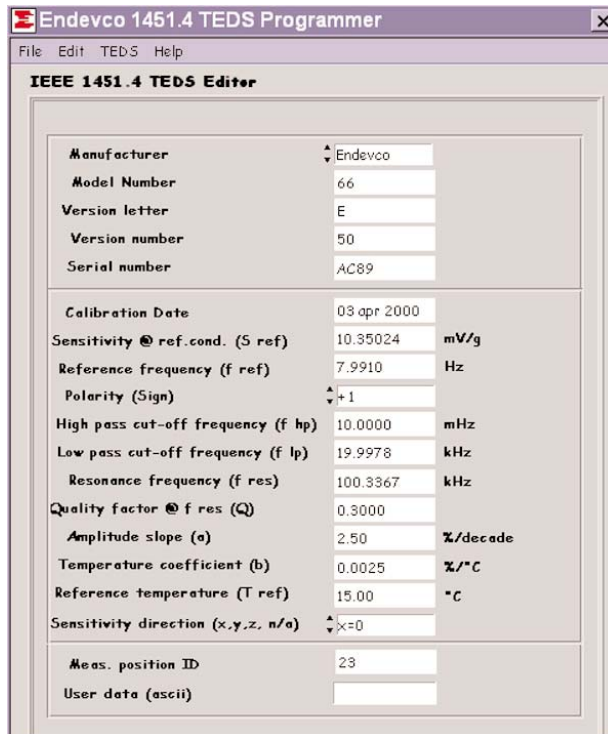 Endevco 1451.4 TEDS Programmer
File Edit TEDS Help
IEEE 1451.4 TEDS Editor
Manufacturer Endevco
Model Number 66
Version letter E
Version number 50
Serial number AC89
Calibration Date 03 apr 2000
Sensitivity @ ref.cond. (S ref) 10.35024 mV/g
Reference frequency (f ref) 7.9910 Hz
Polarity (Sign) +1
High pass cut-off frequency (f hp) 10.0000 mHz
Low pass cut-off frequency (f lp) 19.9978 kHz
Resonance frequency (f res) 100.3367 kHz
Quality factor @ f res (Q) 0.3000
Amplitude slope (a) 2.50 %/decade
Temperature coefficient (b) 0.0025 %/°C
Reference temperature (T ref) 15.00 °C
Sensitivity direction (x,y,z, n/a) x=0
Meas. position ID 23
User data (ascii)